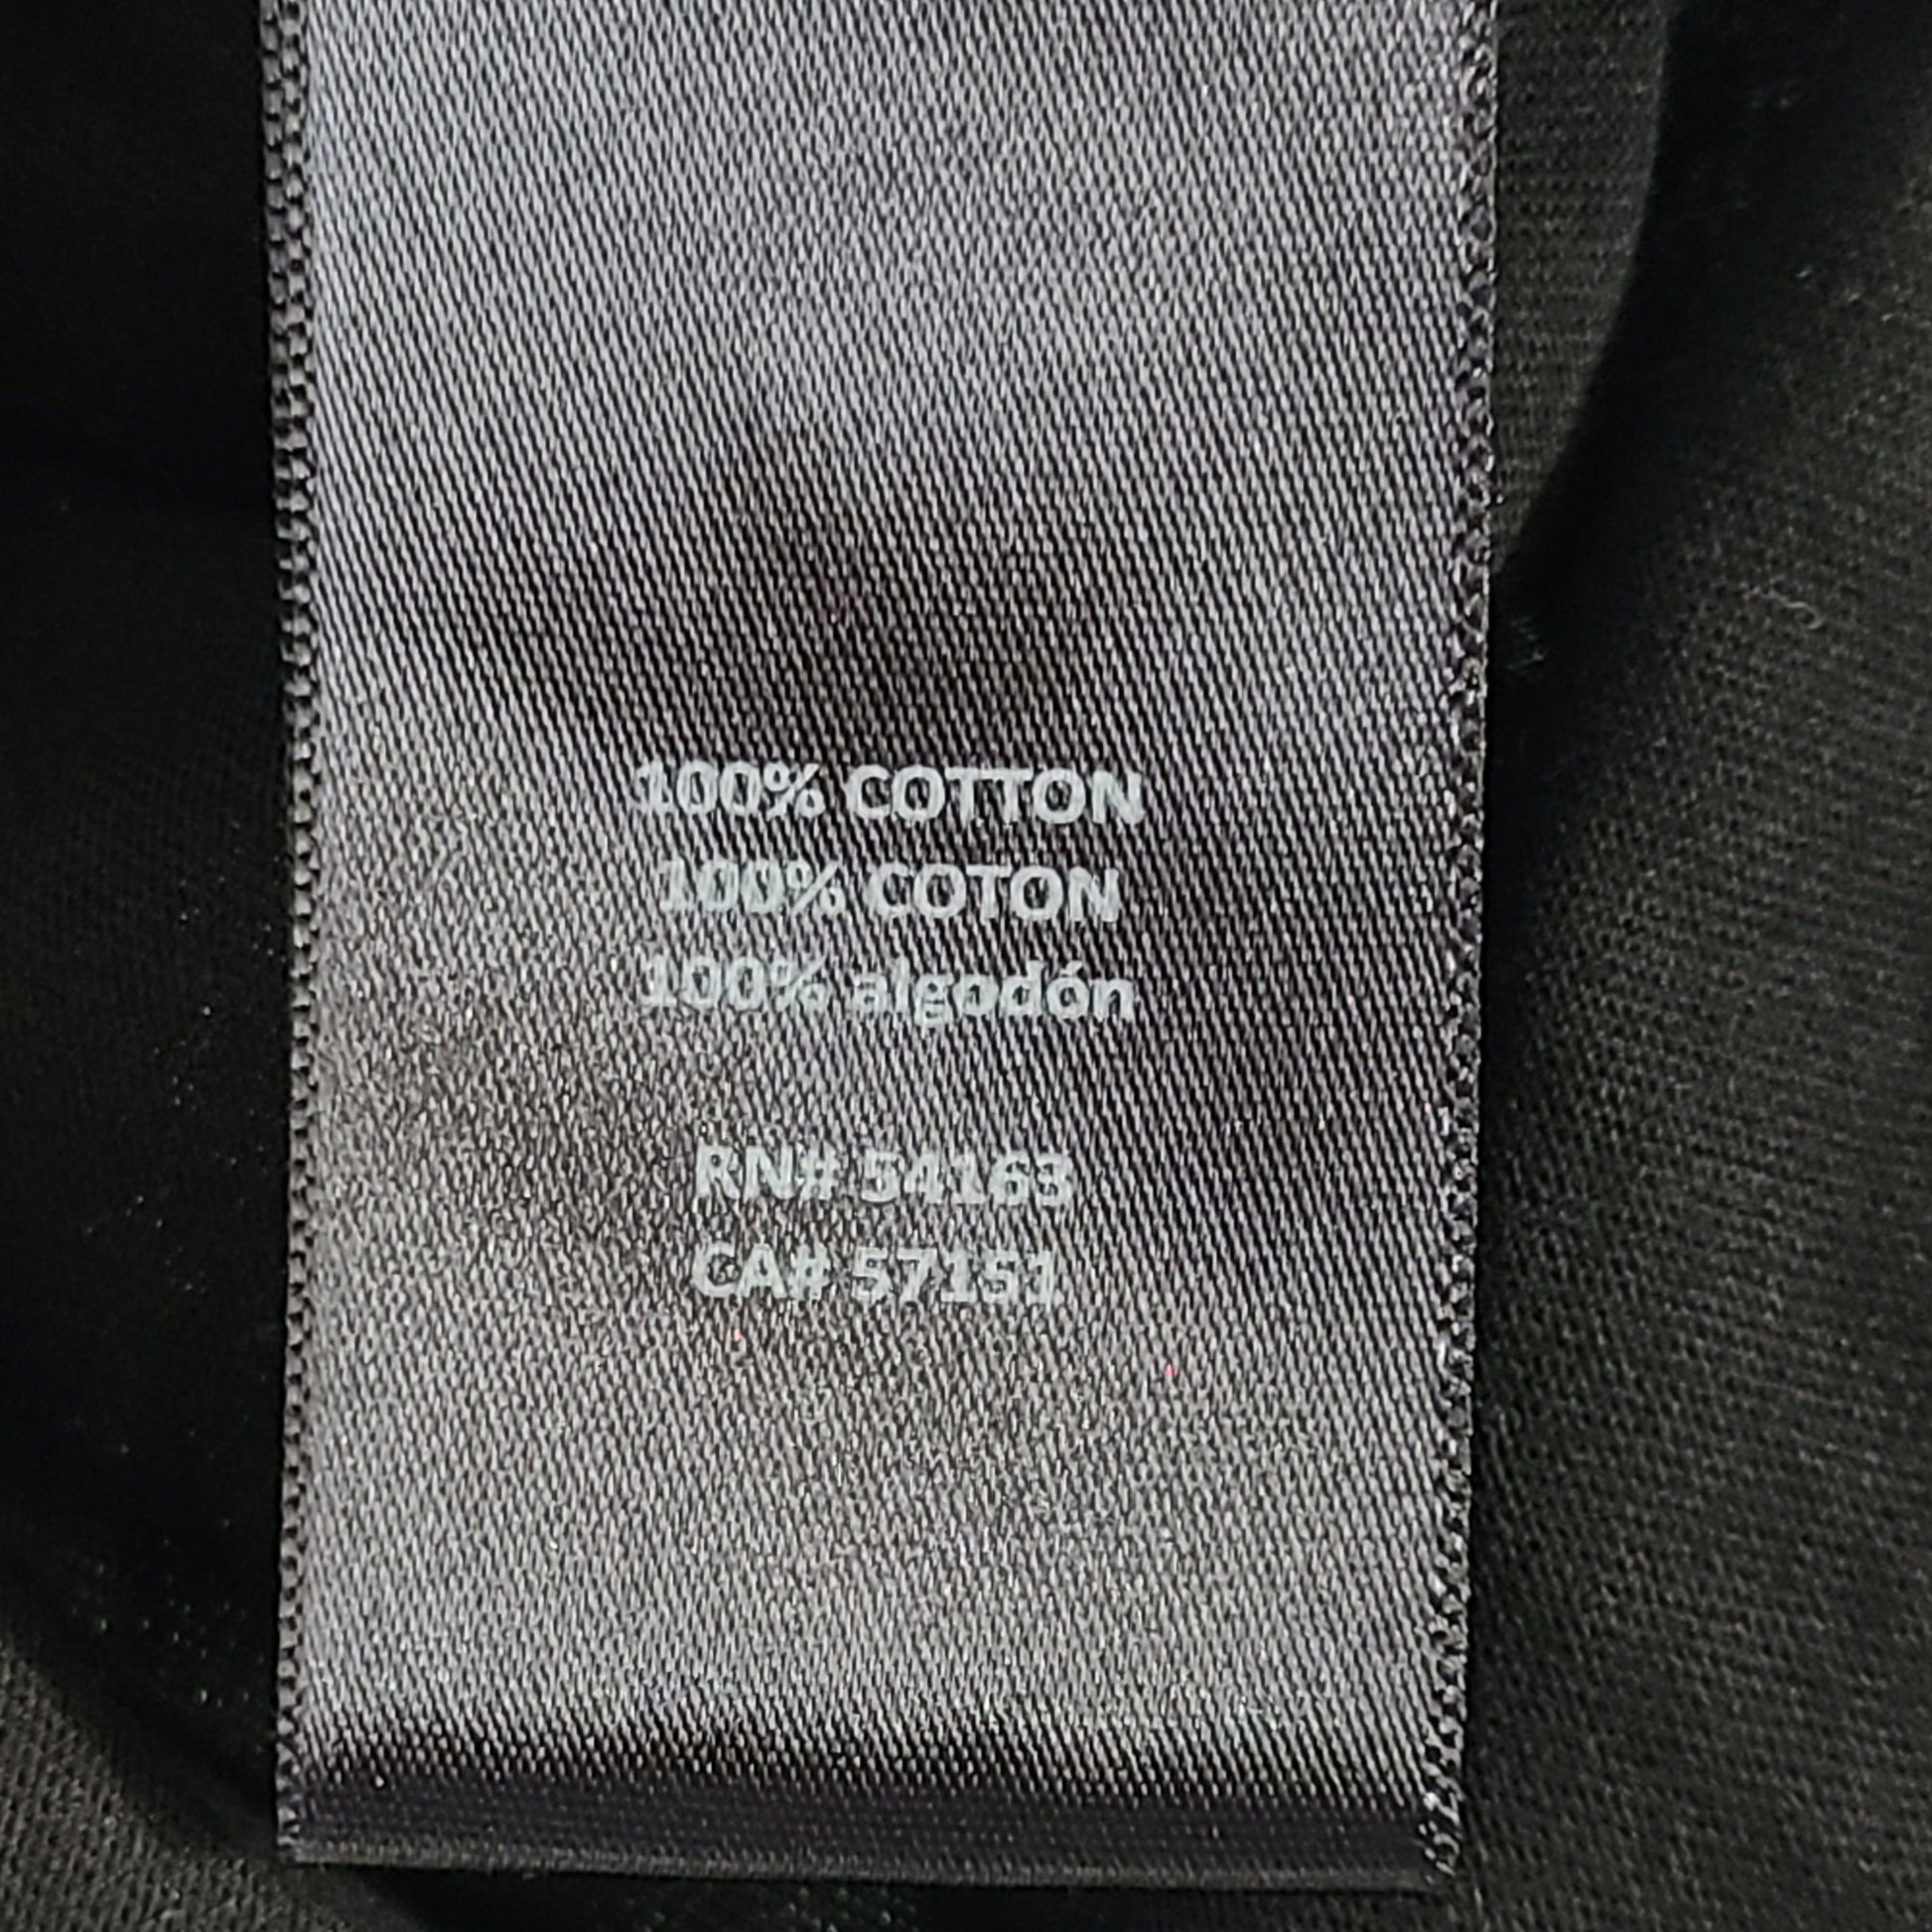 100% COTTON
100% COTON
100% algodón
RN# 54163
CA# 57151